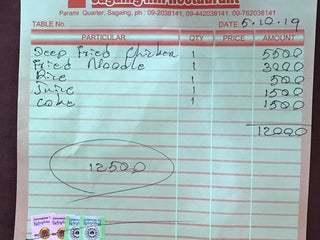 Sagaing Hill Restaurant
Parami Quarter, Sagaing, ph : 09-2038141, 09-442038141, 09-762038141
TABLE No. DATE 5.10.19
PARTICULAR QTY PRICE AMOUNT
Deep Fried Chicken 1 5500
Fried Noodle 1 3000
Rice 1 500
Juice 1 1500
Cake 1 1500
12000
12500